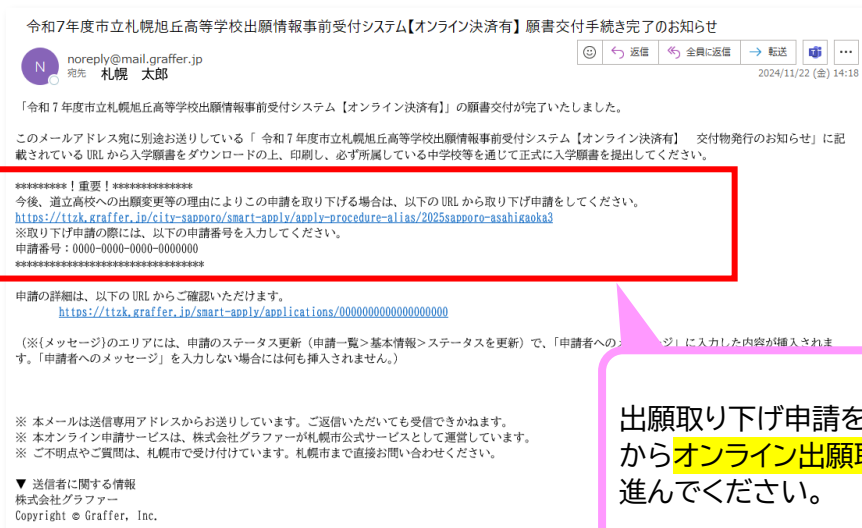 令和7年度市立札幌旭丘高等学校出願情報事前受付システム【オンライン決済有】 願書交付手続き完了のお知らせ
N
noreply@mail.graffer.jp
宛先 札幌 太郎
返信 全員に返信 転送
2024/11/22 (金) 14:18
「令和7年度市立札幌旭丘高等学校出願情報事前受付システム【オンライン決済有】」の願書交付が完了いたしました。
このメールアドレス宛に別途お送りしている「 令和7年度市立札幌旭丘高等学校出願情報事前受付システム【オンライン決済有】 交付物発行のお知らせ」に記
載されている URL から入学願書をダウンロードの上、印刷し、必ず所属している中学校等を通じて正式に入学願書を提出してください。
*********！重要！**************
今後、道立高校への出願変更等の理由によりこの申請を取り下げる場合は、以下の URL から取り下げ申請をしてください。
https://ttzk.graffer.jp/city-sapporo/smart-apply/apply-procedure-alias/2025sapporo-asahigaoka3
※取り下げ申請の際には、以下の申請番号を入力してください。
申請番号：0000-0000-0000-0000000
**********************************
申請の詳細は、以下の URL からご確認いただけます。
https://ttzk.graffer.jp/smart-apply/applications/0000000000000000000
（※{メッセージ}のエリアには、申請のステータス更新（申請一覧>基本情報>ステータスを更新）で、「申請者への ジ」に入力した内容が挿入されま
す。「申請者へのメッセージ」を入力しない場合には何も挿入されません。）
※ 本メールは送信専用アドレスからお送りしています。ご返信いただいても受信できかねます。
※ 本オンライン申請サービスは、株式会社グラファーが札幌市公式サービスとして運営しています。
※ ご不明点やご質問は、札幌市で受け付けています。札幌市まで直接お問い合わせください。
▼ 送信者に関する情報
株式会社グラファー
Copyright © Graffer, Inc.
出願取り下げ申請を
からオンライン出願取
進んでください。